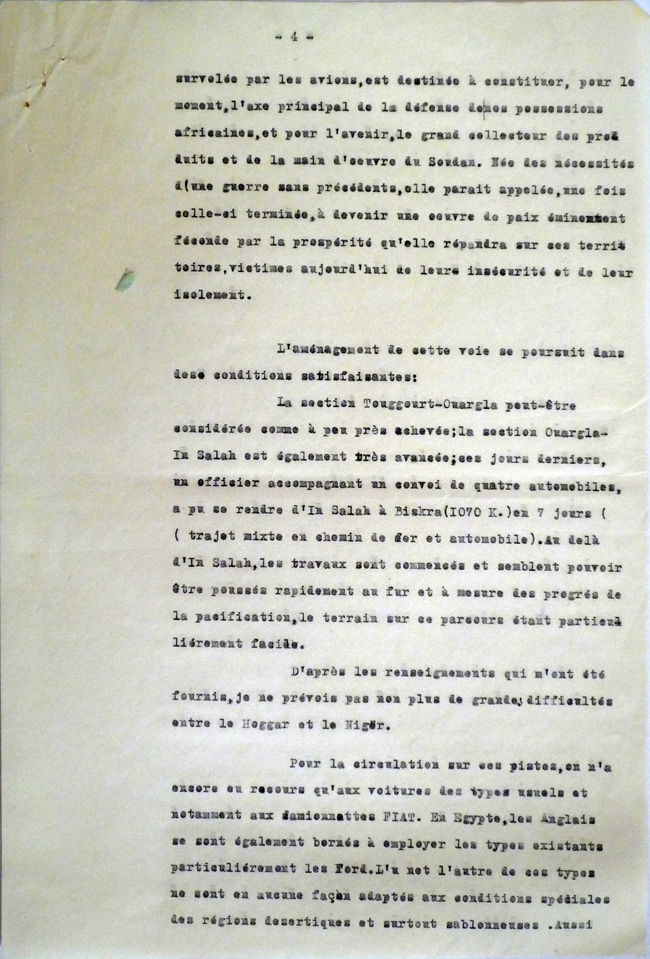 - 4 -
survolée par les avions,est destinée à constituer, pour le
moment,l'axe principal de la défense de nos possessions
africaines,et pour l'avenir,le grand collecteur des prod
duits et de la main d'oeuvre du Soudan. Née des nécessités
d(une guerre sans précédents,elle parait appelée,une fois
celle-ci terminée,à devenir une oeuvre de paix éminemment
féconde par la prospérité qu'elle répandra sur ces territ
toires,victimes aujourd'hui de leurs insécurité et de leur
isolement.
L'aménagement de cette voie se poursuit dans
dese conditions satisfaisantes:
La section Touggourt-Ouargla peut-être
considérée comme à peu près achevée;la section Ouargla-
In Salah est également très avancée;ces jours derniers,
un officier accompagnant un convoi de quatre automobiles,
a pu se rendre d'In Salah à Biskra(I070 K.)en 7 jours (
( trajet mixte en chemin de fer et automobile).Au delà
d'In Salah,les travaux sont commencés et semblent pouvoir
être poussés rapidement au fur et à mesure des progrés de
la pacification,le terrain sur ce parcours étant particul
liérement facile.
D'après les renseignements qui m'ont été
fournis,je ne prévois pas non plus de grandes difficultés
entre le Hoggar et le Niger.
Pour la circulation sur ces pistes,on n'a
encore eu recours qu'aux voitures des types usuels et
notamment aux camionnettes FIAT. En Egypte,les Anglais
se sont également bornés à employer les types existants
particuliérement les Ford.L'u net l'autre de ces types
ne sont en aucune façon adaptés aux conditions spéciales
des régions desertiques et surtout sablonneuses .Aussi